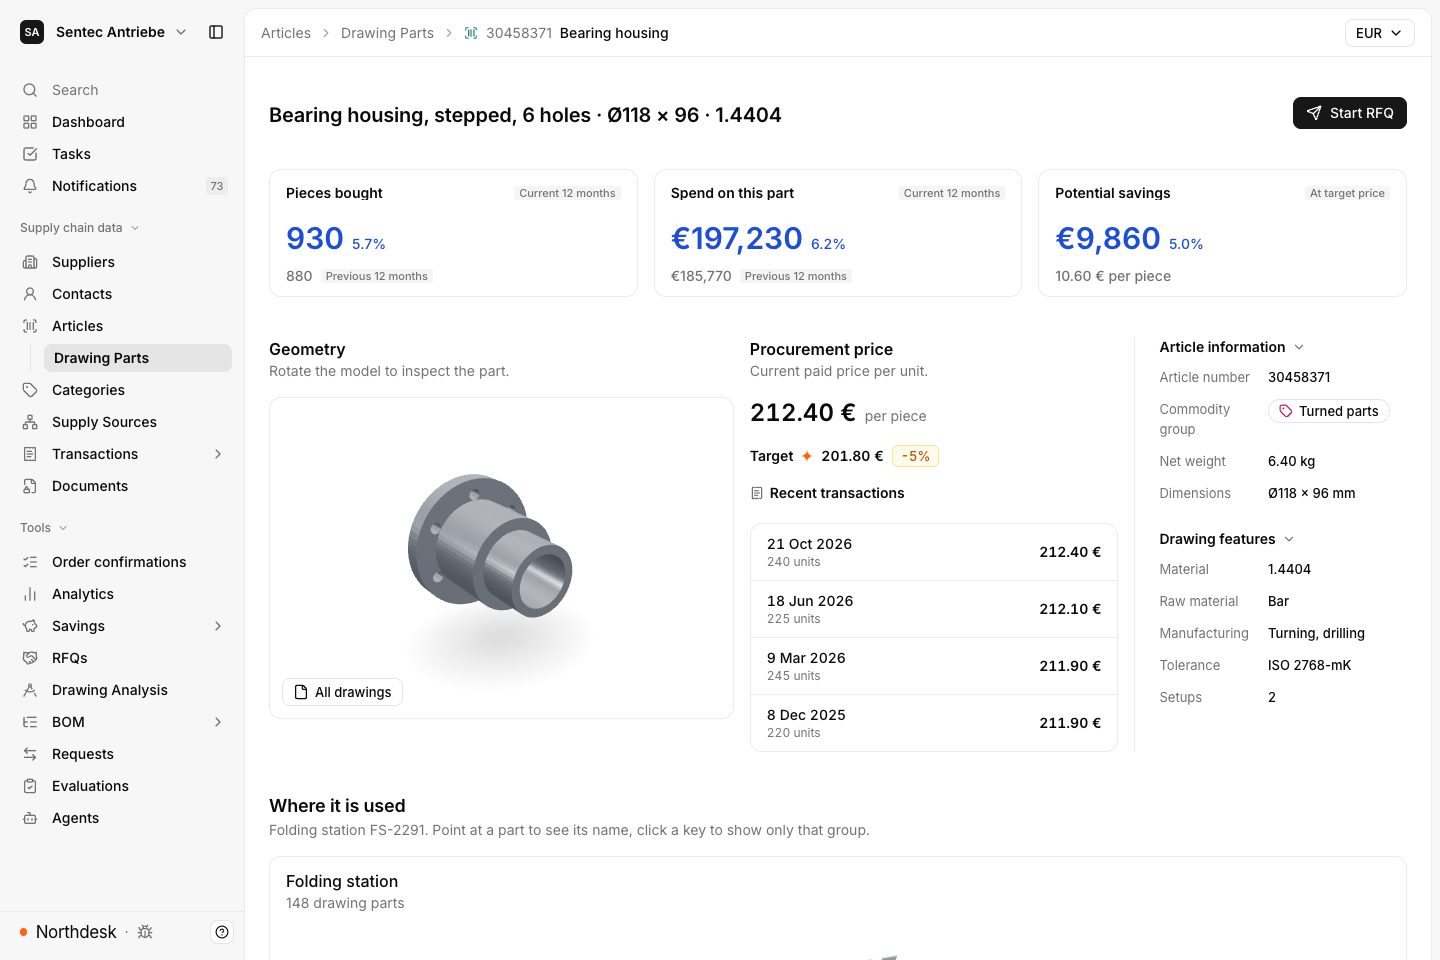 SA Sentec Antriebe
Search
Dashboard
Tasks
Notifications 73
Supply chain data
Suppliers
Contacts
Articles
Drawing Parts
Categories
Supply Sources
Transactions
Documents
Tools
Order confirmations
Analytics
Savings
RFQs
Drawing Analysis
BOM
Requests
Evaluations
Agents
Northdesk ·
Articles Drawing Parts 30458371 Bearing housing
EUR
Bearing housing, stepped, 6 holes · Ø118 × 96 · 1.4404
Start RFQ
Pieces bought Current 12 months
930 5.7%
880 Previous 12 months
Spend on this part Current 12 months
€197,230 6.2%
€185,770 Previous 12 months
Potential savings At target price
€9,860 5.0%
10.60 € per piece
Geometry
Rotate the model to inspect the part.
All drawings
Procurement price
Current paid price per unit.
212.40 € per piece
Target 201.80 € -5%
Recent transactions
21 Oct 2026
240 units
212.40 €
18 Jun 2026
225 units
212.10 €
9 Mar 2026
245 units
211.90 €
8 Dec 2025
220 units
211.90 €
Article information
Article number 30458371
Commodity group Turned parts
Net weight 6.40 kg
Dimensions Ø118 × 96 mm
Drawing features
Material 1.4404
Raw material Bar
Manufacturing Turning, drilling
Tolerance ISO 2768-mK
Setups 2
Where it is used
Folding station FS-2291. Point at a part to see its name, click a key to show only that group.
Folding station
148 drawing parts